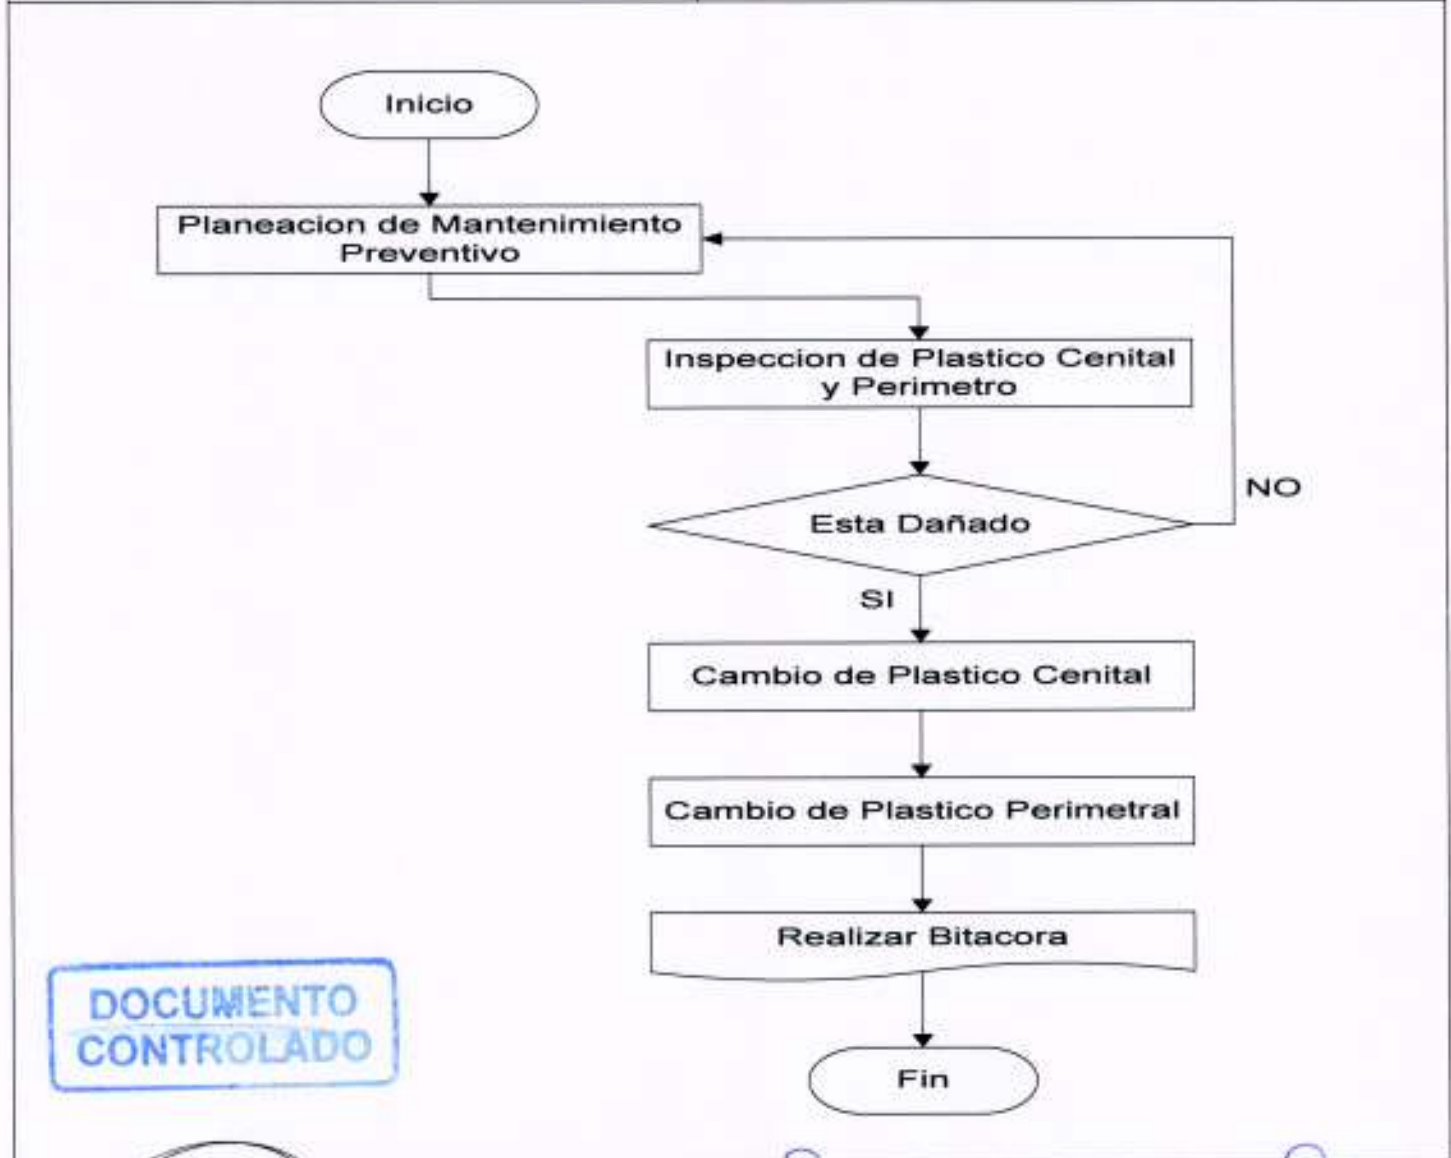 Inicio
Planeacion de Mantenimiento
Preventivo
Inspeccion de Plastico Cenital
y Perimetro
NO
Esta Dañado
SI
Cambio de Plastico Cenital
Cambio de Plastico Perimetral
Realizar Bitacora
DOCUMENTO
CONTROLADO
Fin